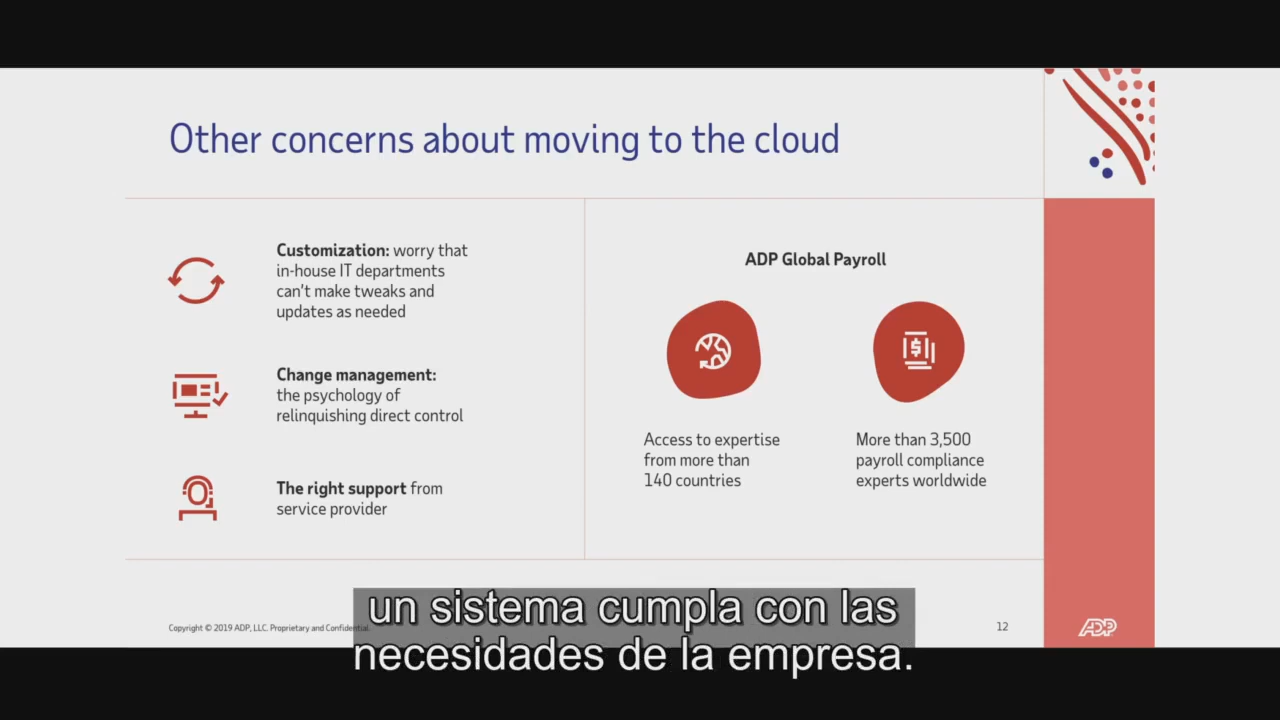 Other concerns about moving to the cloud
Customization: worry that
in-house IT departments
can't make tweaks and
updates as needed
Change management:
the psychology of
relinquishing direct control
The right support from
service provider
ADP Global Payroll
Access to expertise
from more than
140 countries
More than 3,500
payroll compliance
experts worldwide
Copyright © 2019 ADP, LLC. Proprietary and Confidential.
12
ADP
un sistema cumpla con las
necesidades de la empresa.